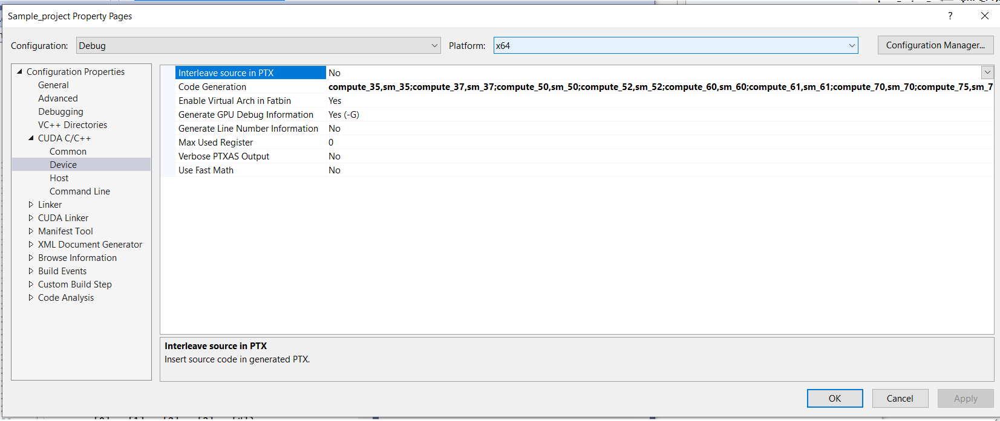 Sample_project Property Pages
?
Configuration:
Debug
Platform:
x64
Configuration Manager...
Configuration Properties
General
Advanced
Debugging
VC++ Directories
CUDA C/C++
Common
Device
Host
Command Line
Linker
CUDA Linker
Manifest Tool
XML Document Generator
Browse Information
Build Events
Custom Build Step
Code Analysis
Interleave source in PTX No
Code Generation compute_35,sm_35;compute_37,sm_37;compute_50,sm_50;compute_52,sm_52;compute_60,sm_60;compute_61,sm_61;compute_70,sm_70;compute_75,sm_7
Enable Virtual Arch in Fatbin Yes
Generate GPU Debug Information Yes (-G)
Generate Line Number Information No
Max Used Register 0
Verbose PTXAS Output No
Use Fast Math No
Interleave source in PTX
Insert source code in generated PTX.
OK
Cancel
Apply